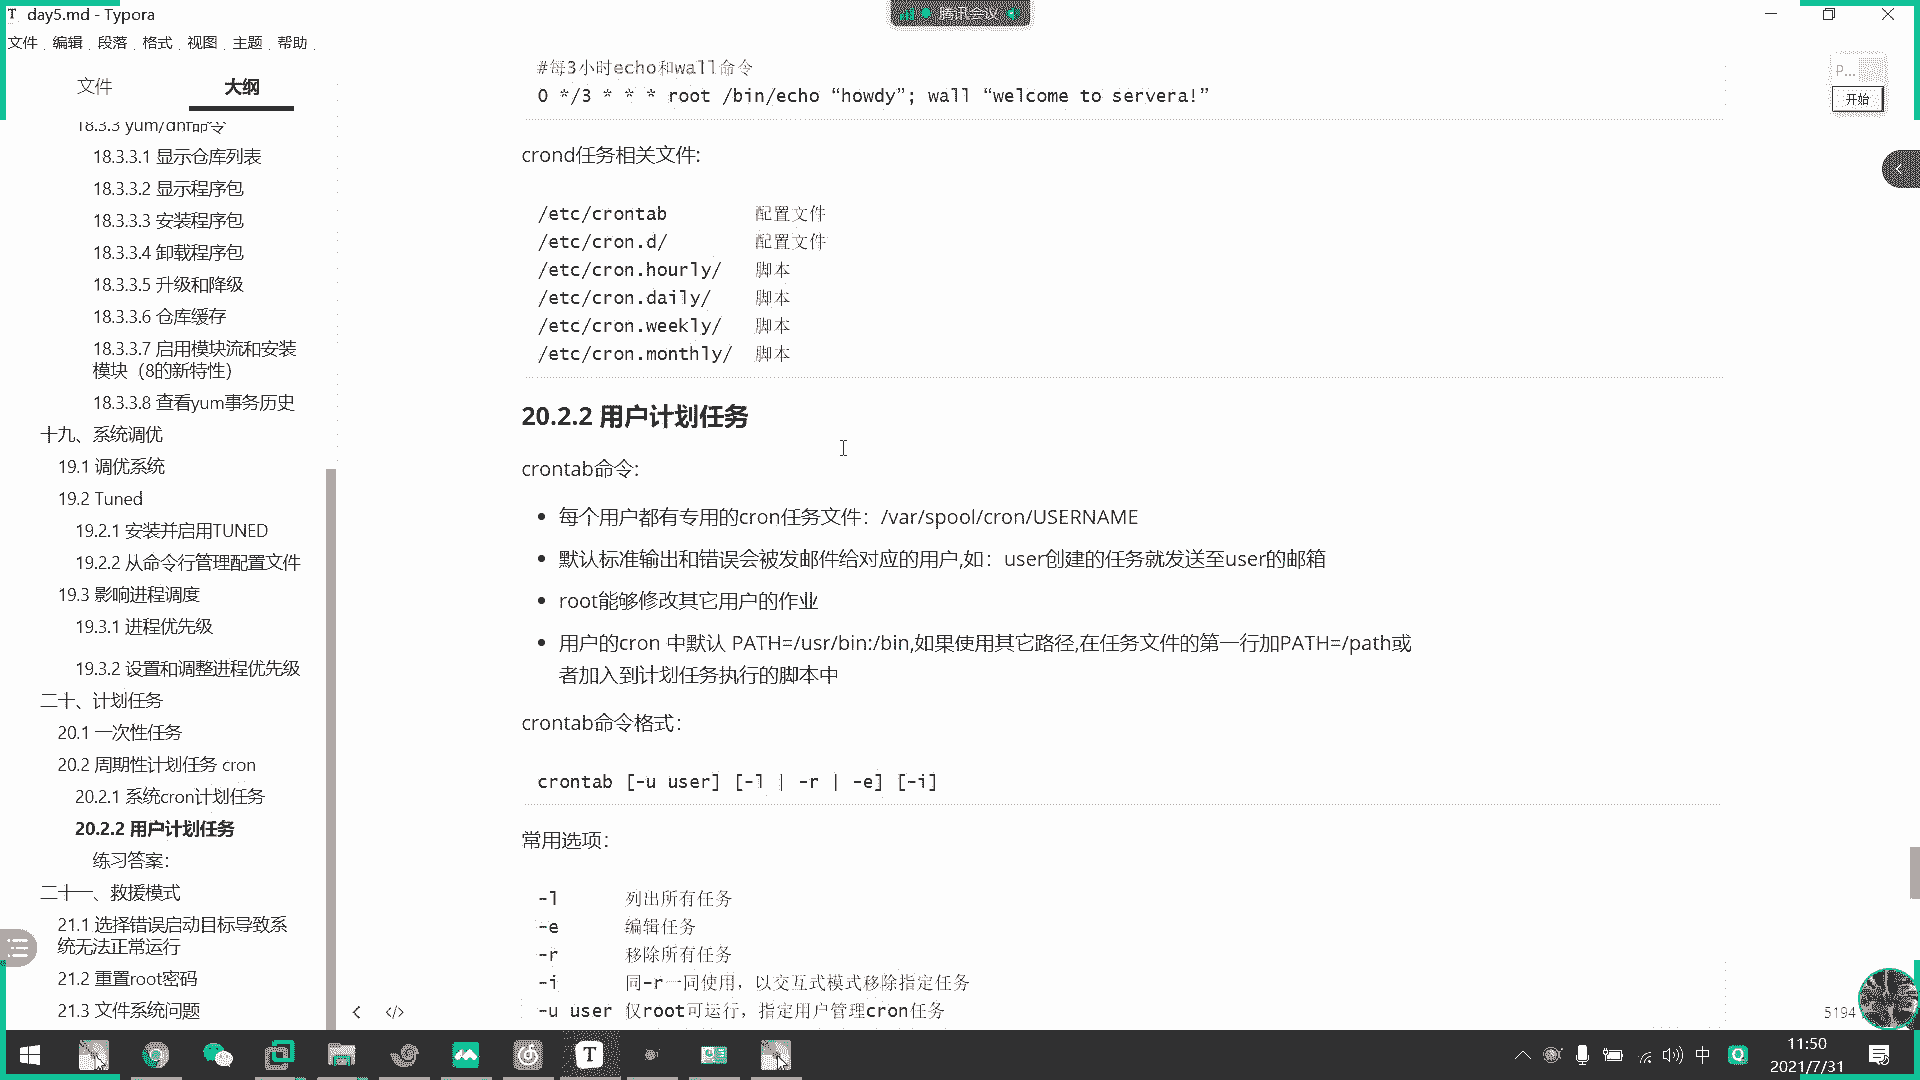 day5.md - Typora
腾讯会议
文件 编辑 段落 格式 视图 主题 帮助
文件 大纲
18.3.3 yum/dnf命令
18.3.3.1 显示仓库列表
18.3.3.2 显示程序包
18.3.3.3 安装程序包
18.3.3.4 卸载程序包
18.3.3.5 升级和降级
18.3.3.6 仓库缓存
18.3.3.7 启用模块流和安装
模块（8的新特性）
18.3.3.8 查看yum事务历史
十九、系统调优
19.1 调优系统
19.2 Tuned
19.2.1 安装并启用TUNED
19.2.2 从命令行管理配置文件
19.3 影响进程调度
19.3.1 进程优先级
19.3.2 设置和调整进程优先级
二十、计划任务
20.1 一次性任务
20.2 周期性计划任务 cron
20.2.1 系统cron计划任务
20.2.2 用户计划任务
练习答案：
二十一、救援模式
21.1 选择错误启动目标导致系
统无法正常运行
21.2 重置root密码
21.3 文件系统问题
#每3小时echo和wall命令
0 */3 * * * root /bin/echo “howdy”; wall “welcome to servera!”
crond任务相关文件:
/etc/crontab 配置文件
/etc/cron.d/ 配置文件
/etc/cron.hourly/ 脚本
/etc/cron.daily/ 脚本
/etc/cron.weekly/ 脚本
/etc/cron.monthly/ 脚本
20.2.2 用户计划任务
crontab命令:
每个用户都有专用的cron任务文件：/var/spool/cron/USERNAME
默认标准输出和错误会被发邮件给对应的用户,如：user创建的任务就发送至user的邮箱
root能够修改其它用户的作业
用户的cron 中默认 PATH=/usr/bin:/bin,如果使用其它路径,在任务文件的第一行加PATH=/path或
者加入到计划任务执行的脚本中
crontab命令格式：
crontab [-u user] [-l | -r | -e] [-i]
常用选项：
-l 列出所有任务
-e 编辑任务
-r 移除所有任务
-i 同-r一同使用，以交互式模式移除指定任务
-u user 仅root可运行，指定用户管理cron任务
P...
开始
5194
中
11:50
2021/7/31